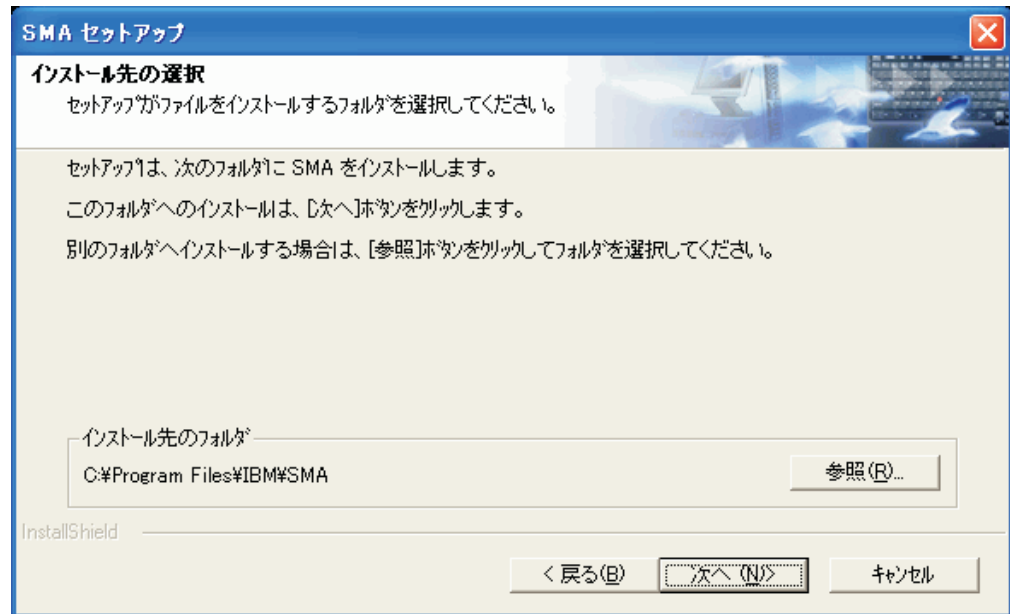 SMA セットアップ
インストール先の選択
セットアップがファイルをインストールするフォルダを選択してください。
セットアップは、次のフォルダに SMA をインストールします。
このフォルダへのインストールは、[次へ]ボタンをクリックします。
別のフォルダへインストールする場合は、[参照]ボタンをクリックしてフォルダを選択してください。
インストール先のフォルダ
C:¥Program Files¥IBM¥SMA
参照(R)...
InstallShield
< 戻る(B) 次へ (N)> キャンセル